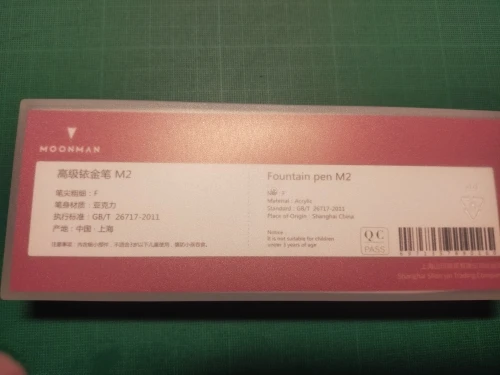 MOONMAN
高级铱金笔 M2
笔尖粗细：F
笔身材质：亚克力
执行标准：GB/T 26717-2011
产地：中国·上海
Fountain pen M2
F
Material：Acrylic
Standard：GB/T 26717-2011
Place of Origin：Shanghai China
Notice：
It is not suitable for children
under 3 years of age
QC
PASS